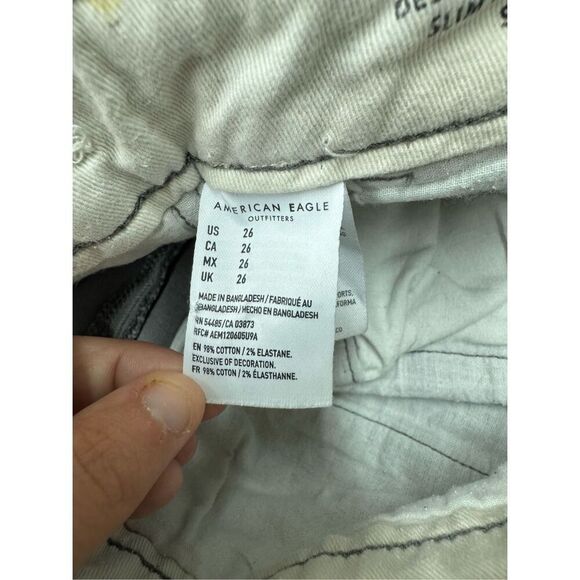 SLIM
AMERICAN EAGLE
OUTFITTERS
US 26
CA 26
MX 26
UK 26
MADE IN BANGLADESH / FABRIQUÉ AU
BANGLADESH / HECHO EN BANGLADESH
RN 54485/CA 03873
RFC# AEM120605U9A
EN 98% COTTON / 2% ELASTANE.
EXCLUSIVE OF DECORATION.
FR 98% COTON / 2% ÉLASTHANNE.